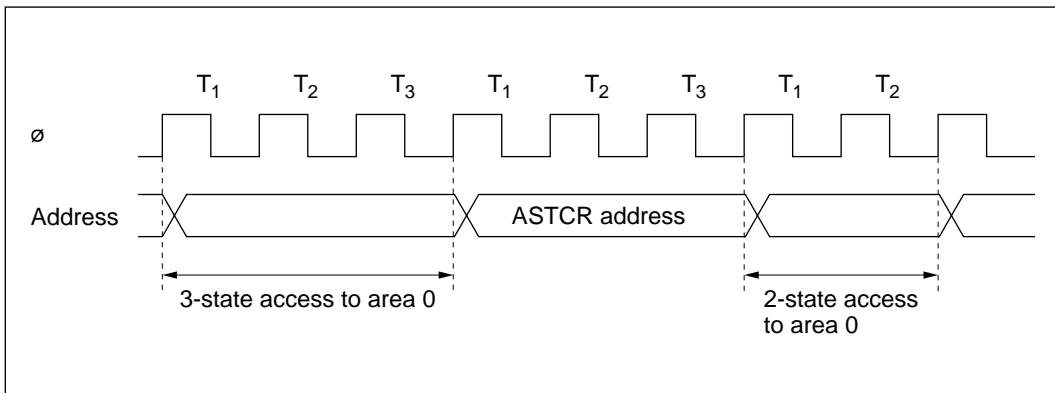 T₁ T₂ T₃ T₁ T₂ T₃ T₁ T₂
ø
Address ASTCR address
3-state access to area 0 2-state access
to area 0